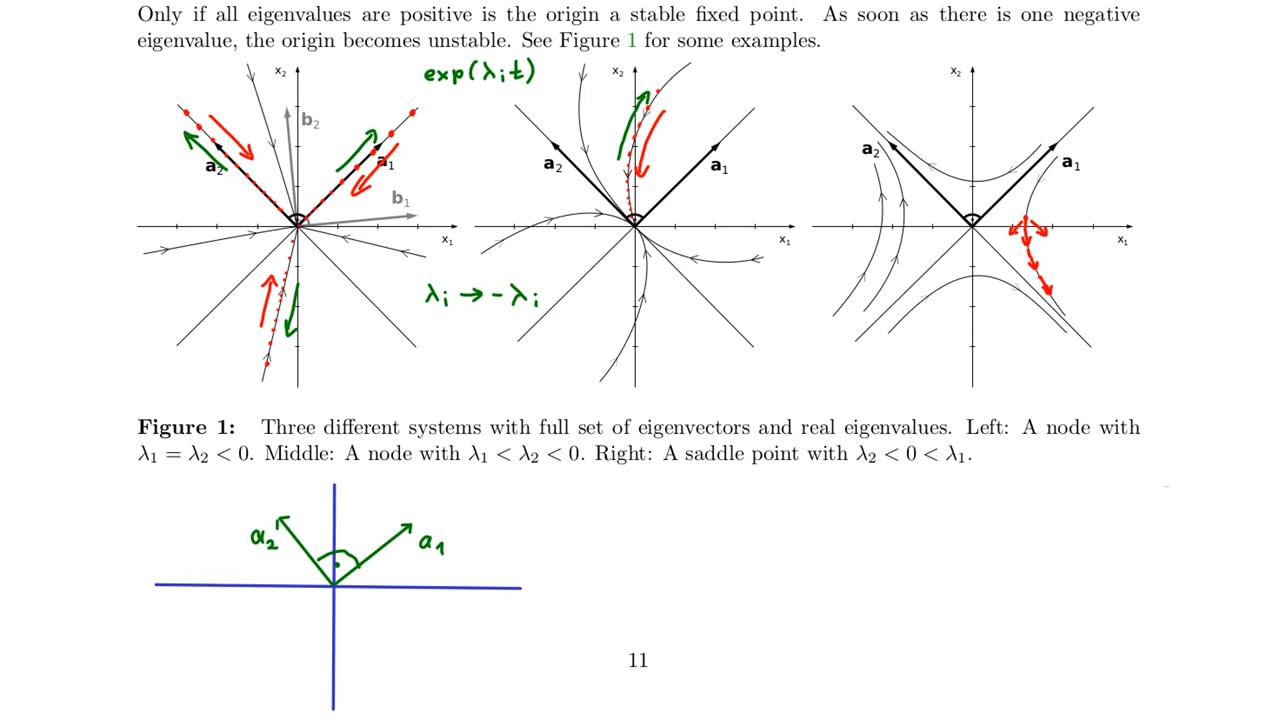 Only if all eigenvalues are positive is the origin a stable fixed point. As soon as there is one negative
eigenvalue, the origin becomes unstable. See Figure 1 for some examples.
x₂
exp(λᵢt)
b₂
a₂
a₁
b₁
x₁
λᵢ → -λᵢ
x₂
a₂
a₁
x₁
x₂
a₂
a₁
x₁
Figure 1: Three different systems with full set of eigenvectors and real eigenvalues. Left: A node with
λ₁ = λ₂ < 0. Middle: A node with λ₁ < λ₂ < 0. Right: A saddle point with λ₂ < 0 < λ₁.
a₂
a₁
11